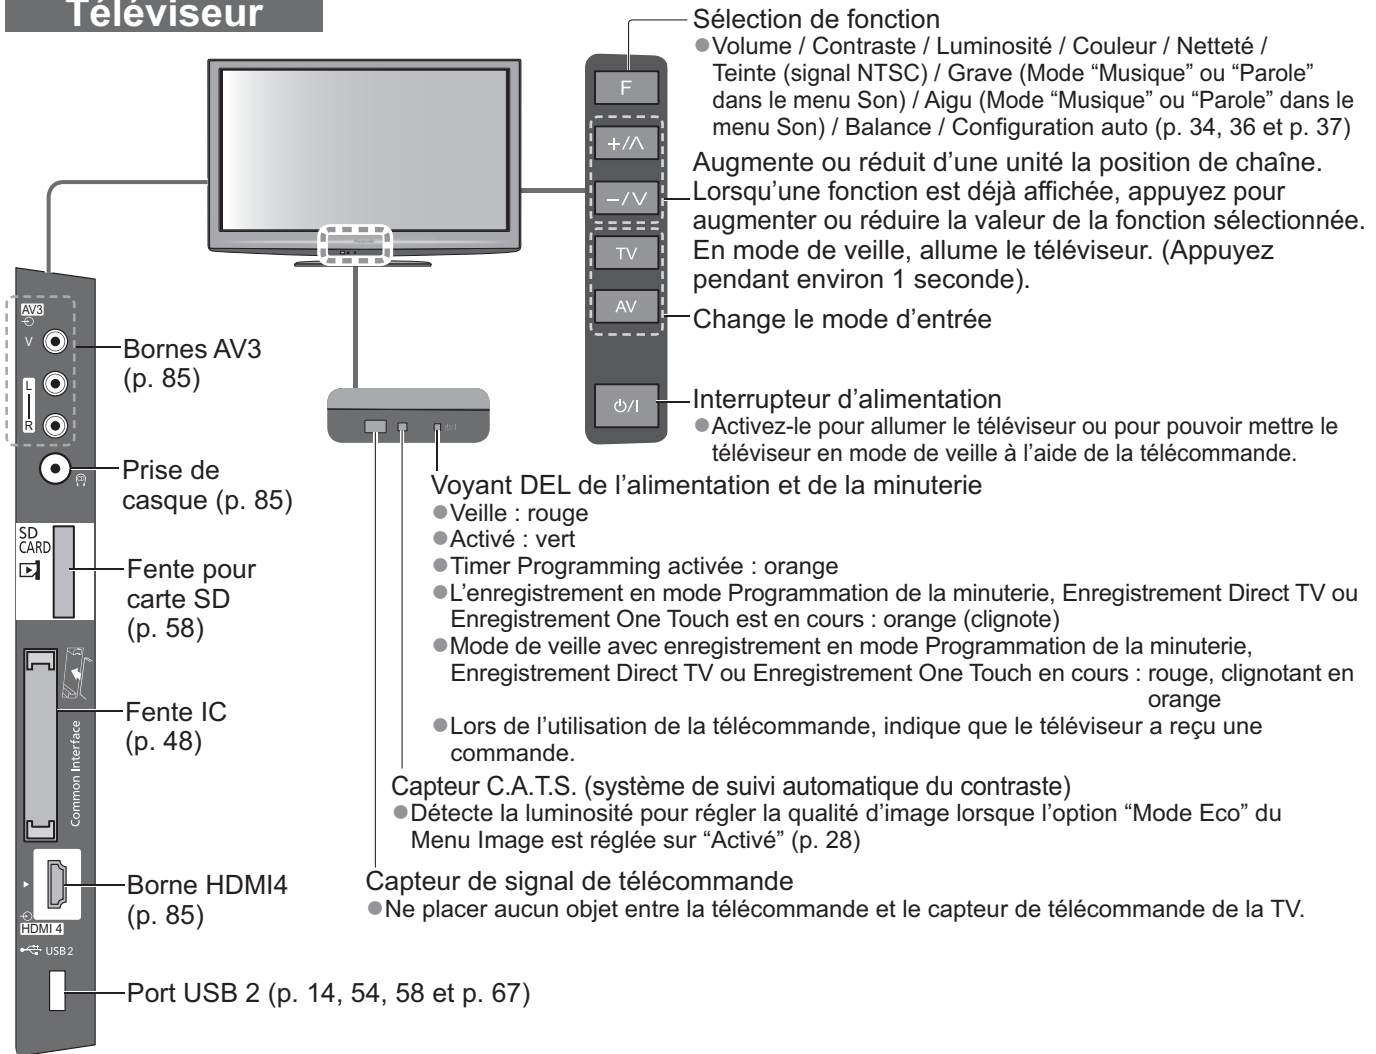 Téléviseur
Sélection de fonction
●Volume / Contraste / Luminosité / Couleur / Netteté /
Teinte (signal NTSC) / Grave (Mode “Musique” ou “Parole”
dans le menu Son) / Aigu (Mode “Musique” ou “Parole” dans le
menu Son) / Balance / Configuration auto (p. 34, 36 et p. 37)
F
+/∧
−/∨
TV
AV
⏻/I
Augmente ou réduit d’une unité la position de chaîne.
Lorsqu’une fonction est déjà affichée, appuyez pour
augmenter ou réduire la valeur de la fonction sélectionnée.
En mode de veille, allume le téléviseur. (Appuyez
pendant environ 1 seconde).
Change le mode d’entrée
Interrupteur d’alimentation
●Activez-le pour allumer le téléviseur ou pour pouvoir mettre le
téléviseur en mode de veille à l’aide de la télécommande.
Panasonic
⏻/I
Voyant DEL de l’alimentation et de la minuterie
●Veille : rouge
●Activé : vert
●Timer Programming activée : orange
●L’enregistrement en mode Programmation de la minuterie, Enregistrement Direct TV ou
Enregistrement One Touch est en cours : orange (clignote)
●Mode de veille avec enregistrement en mode Programmation de la minuterie,
Enregistrement Direct TV ou Enregistrement One Touch en cours : rouge, clignotant en
orange
●Lors de l’utilisation de la télécommande, indique que le téléviseur a reçu une
commande.
Capteur C.A.T.S. (système de suivi automatique du contraste)
●Détecte la luminosité pour régler la qualité d’image lorsque l’option “Mode Eco” du
Menu Image est réglée sur “Activé” (p. 28)
Capteur de signal de télécommande
●Ne placer aucun objet entre la télécommande et le capteur de télécommande de la TV.
AV3
V
L
R
Bornes AV3
(p. 85)
Prise de
casque (p. 85)
SD
CARD
Fente pour
carte SD
(p. 58)
Common Interface
Fente IC
(p. 48)
Borne HDMI4
(p. 85)
HDMI 4
USB 2
Port USB 2 (p. 14, 54, 58 et p. 67)